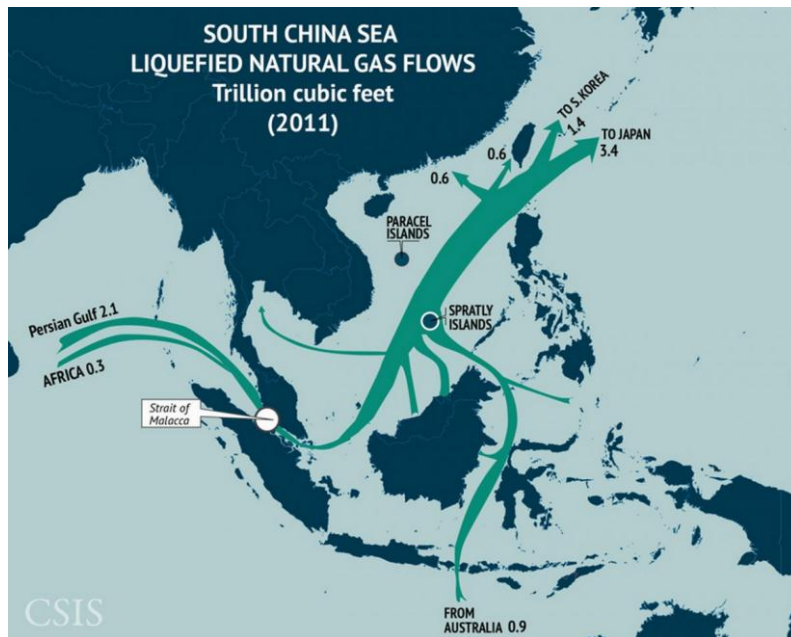 SOUTH CHINA SEA
LIQUEFIED NATURAL GAS FLOWS
Trillion cubic feet
(2011)
TO S. KOREA
1.4
TO JAPAN
3.4
0.6
0.6
PARACEL
ISLANDS
SPRATLY
ISLANDS
Persian Gulf 2.1
AFRICA 0.3
Strait of
Malacca
FROM
AUSTRALIA 0.9
CSIS